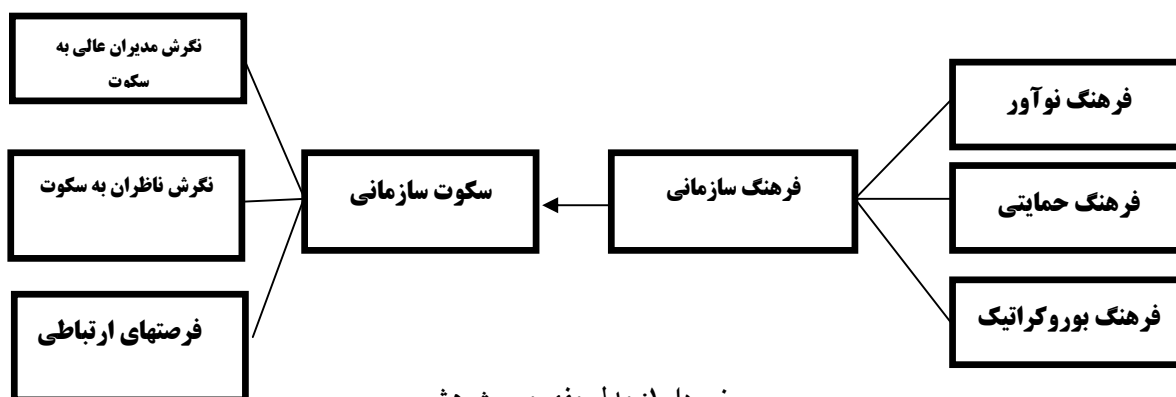 فرهنگ نوآور
فرهنگ حمایتی
فرهنگ بوروکراتیک
فرهنگ سازمانی
سکوت سازمانی
نگرش مدیران عالی به
سکوت
نگرش ناظران به سکوت
فرصتهای ارتباطی